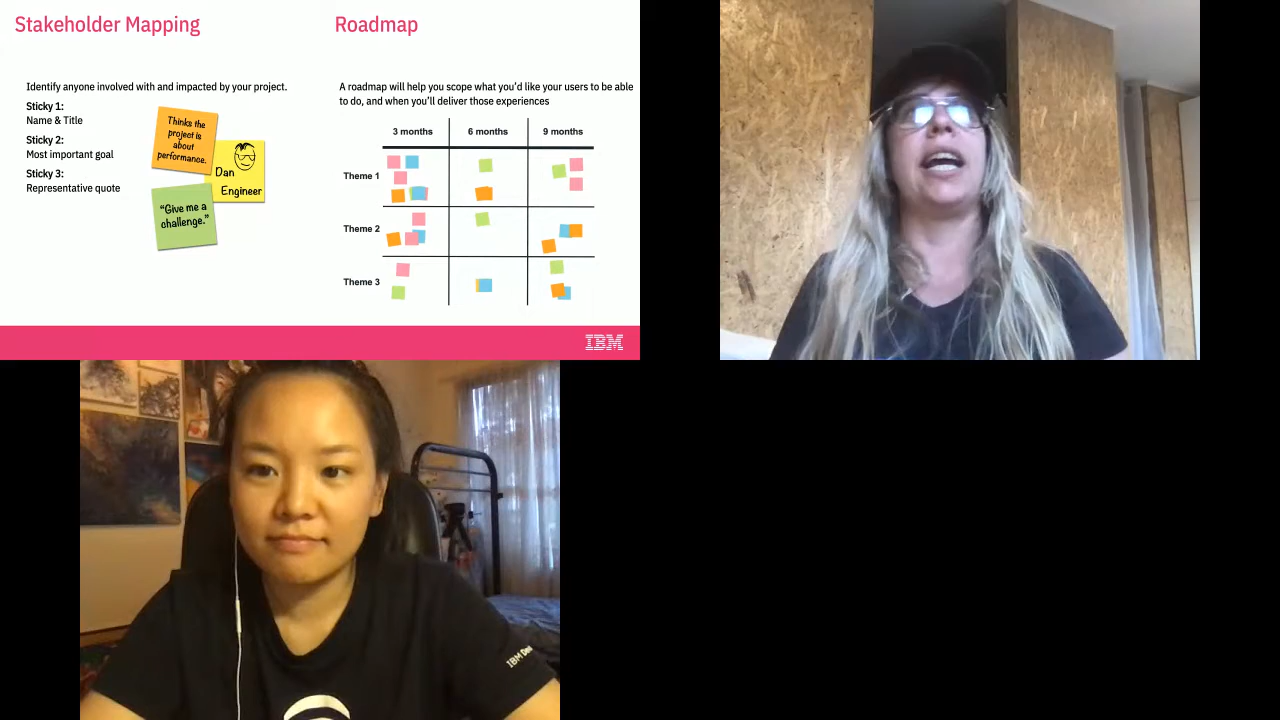 Stakeholder Mapping
Identify anyone involved with and impacted by your project.
Sticky 1:
Name & Title
Sticky 2:
Most important goal
Sticky 3:
Representative quote
Thinks the
project is
about
performance.
Dan
Engineer
“Give me a
challenge.”
Roadmap
A roadmap will help you scope what you’d like your users to be able
to do, and when you’ll deliver those experiences
3 months 6 months 9 months
Theme 1
Theme 2
Theme 3
IBM
IBM